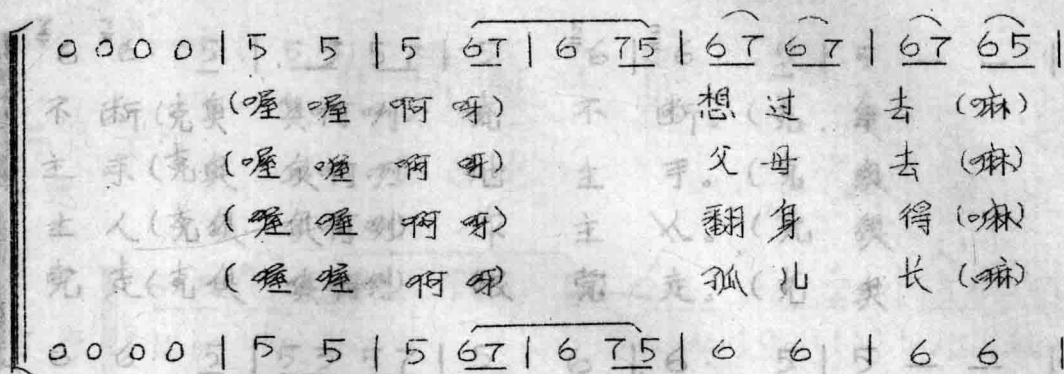 0 0 0 0 | 5 5 | 5 67 | 6 75 | 67 67 | 67 65 |
(喔 喔 啊 呀) 想 过 去 (嘛)
(喔 喔 啊 呀) 父 母 去 (嘛)
(喔 喔 啊 呀) 翻 身 得 (嘛)
(喔 喔 啊 呀) 孤 儿 长 (嘛)
0 0 0 0 | 5 5 | 5 67 | 6 75 | 6 6 | 6 6 |